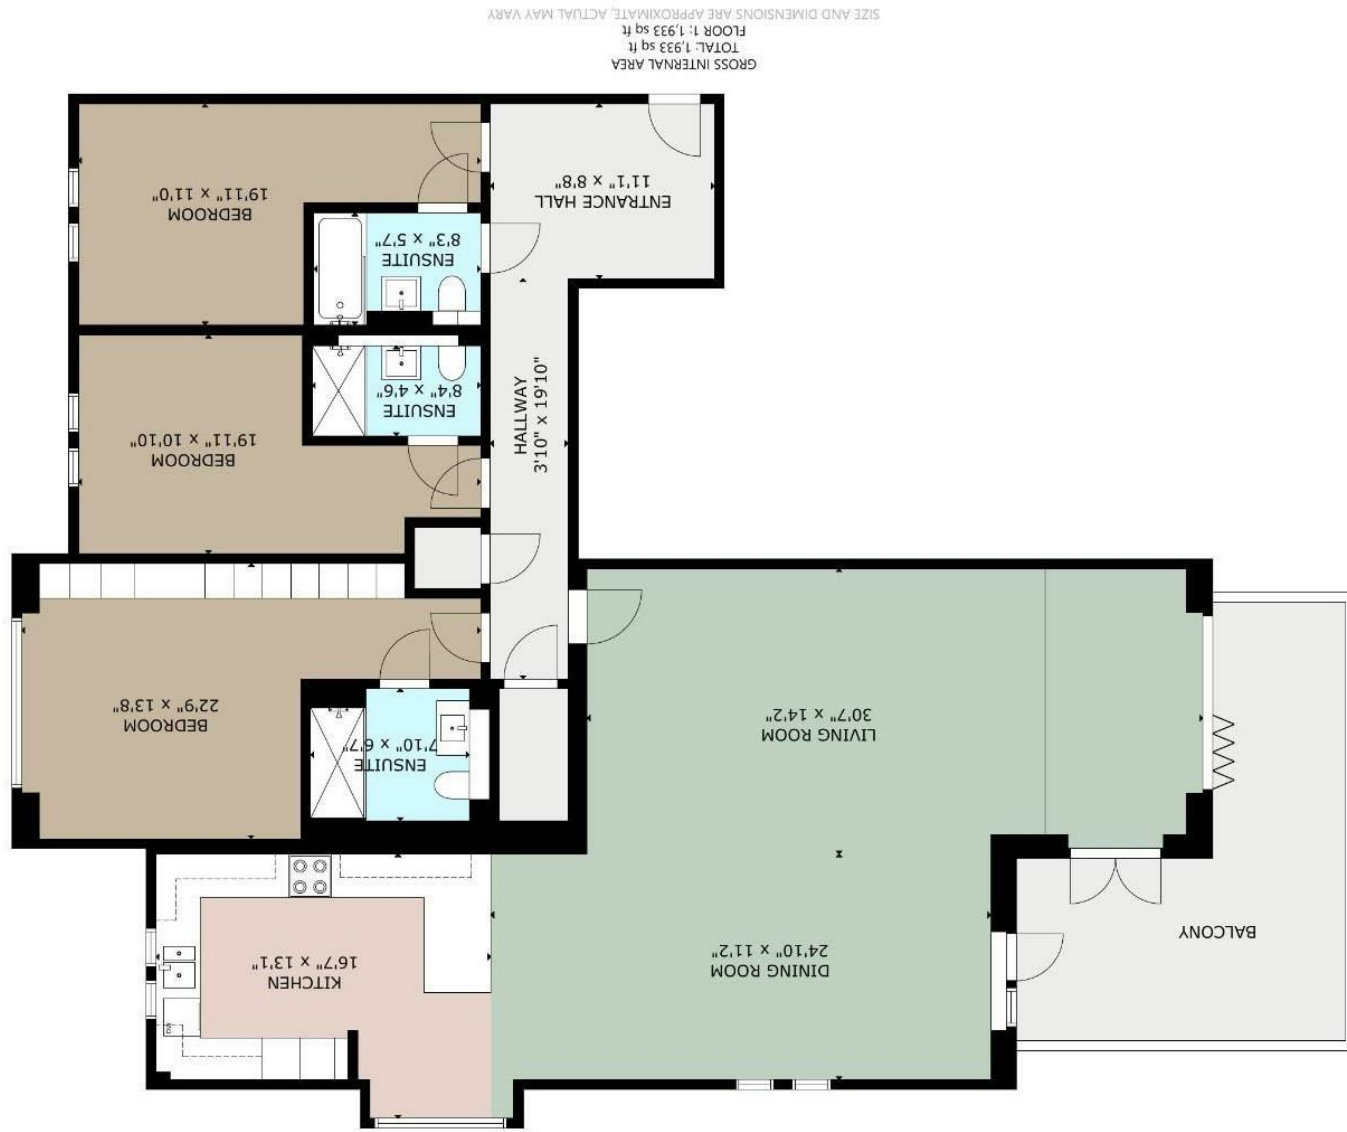 KITCHEN
16'7" x 13'1"
DINING ROOM
24'10" x 11'2"
BALCONY
LIVING ROOM
30'7" x 14'2"
ENSUITE
7'10" x 6'7"
BEDROOM
22'9" x 13'8"
HALLWAY
3'10" x 19'10"
BEDROOM
19'11" x 10'10"
ENSUITE
8'4" x 4'6"
ENSUITE
8'3" x 5'7"
BEDROOM
19'11" x 11'0"
ENTRANCE HALL
11'1" x 8'8"
GROSS INTERNAL AREA
TOTAL: 1,933 sq ft
FLOOR 1: 1,933 sq ft
SIZE AND DIMENSIONS ARE APPROXIMATE, ACTUAL MAY VARY